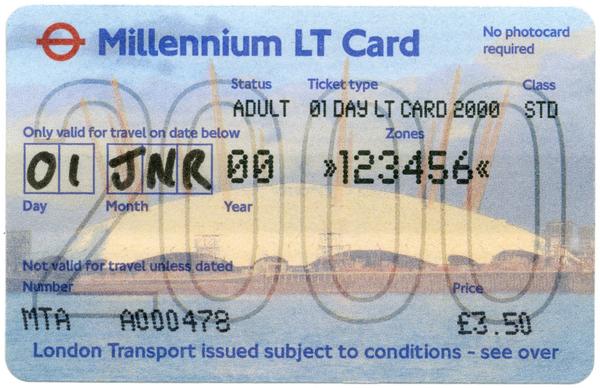 Millennium LT Card
No photocard
required
Status Ticket type Class
ADULT 01 DAY LT CARD 2000 STD
Only valid for travel on date below Zones
01 JNR 00 »123456«
Day Month Year
2000
Not valid for travel unless dated
Number Price
MTA A000478 £3.50
London Transport issued subject to conditions - see over